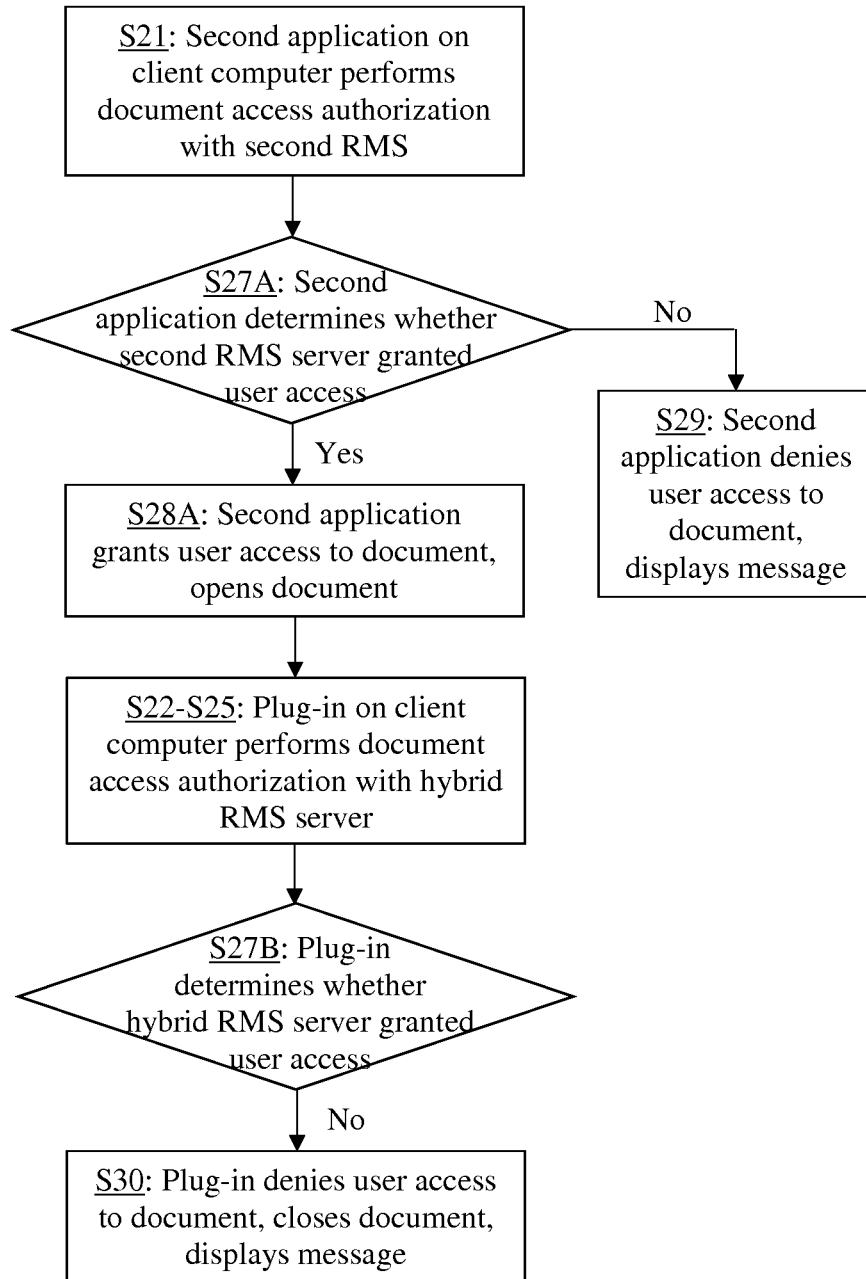 S21: Second application on
client computer performs
document access authorization
with second RMS
S27A: Second
application determines whether
second RMS server granted
user access
No
Yes
S29: Second
application denies
user access to
document,
displays message
S28A: Second application
grants user access to document,
opens document
S22-S25: Plug-in on client
computer performs document
access authorization with hybrid
RMS server
S27B: Plug-in
determines whether
hybrid RMS server granted
user access
No
S30: Plug-in denies user access
to document, closes document,
displays message